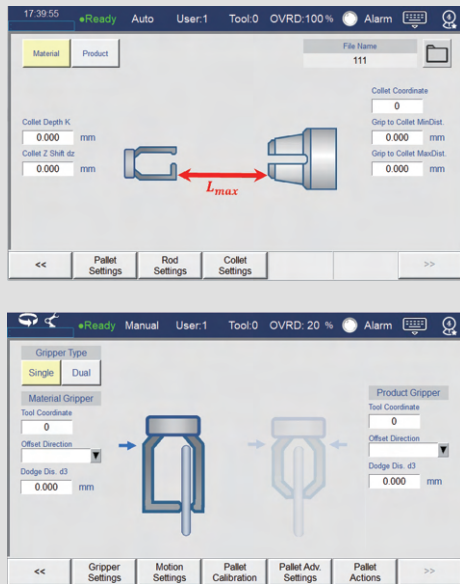 17:39:55
●Ready Auto User:1 Tool:0 OVRD:100 % Alarm 4
Material Product
File Name
111
Collet Coordinate
0
Collet Depth K
0.000 mm
Grip to Collet MinDist.
0.000 mm
Collet Z Shift dz
0.000 mm
Grip to Collet MaxDist.
0.000 mm
Lmax
<< Pallet Settings Rod Settings Collet Settings >>
●Ready Manual User:1 Tool:0 OVRD: 20 % Alarm 4
Gripper Type
Single Dual
Material Gripper
Tool Coordinate
0
Offset Direction
Dodge Dis. d3
0.000 mm
Product Gripper
Tool Coordinate
0
Offset Direction
Dodge Dis. d3
0.000 mm
<< Gripper Settings Motion Settings Pallet Calibration Pallet Adv. Settings Pallet Actions >>